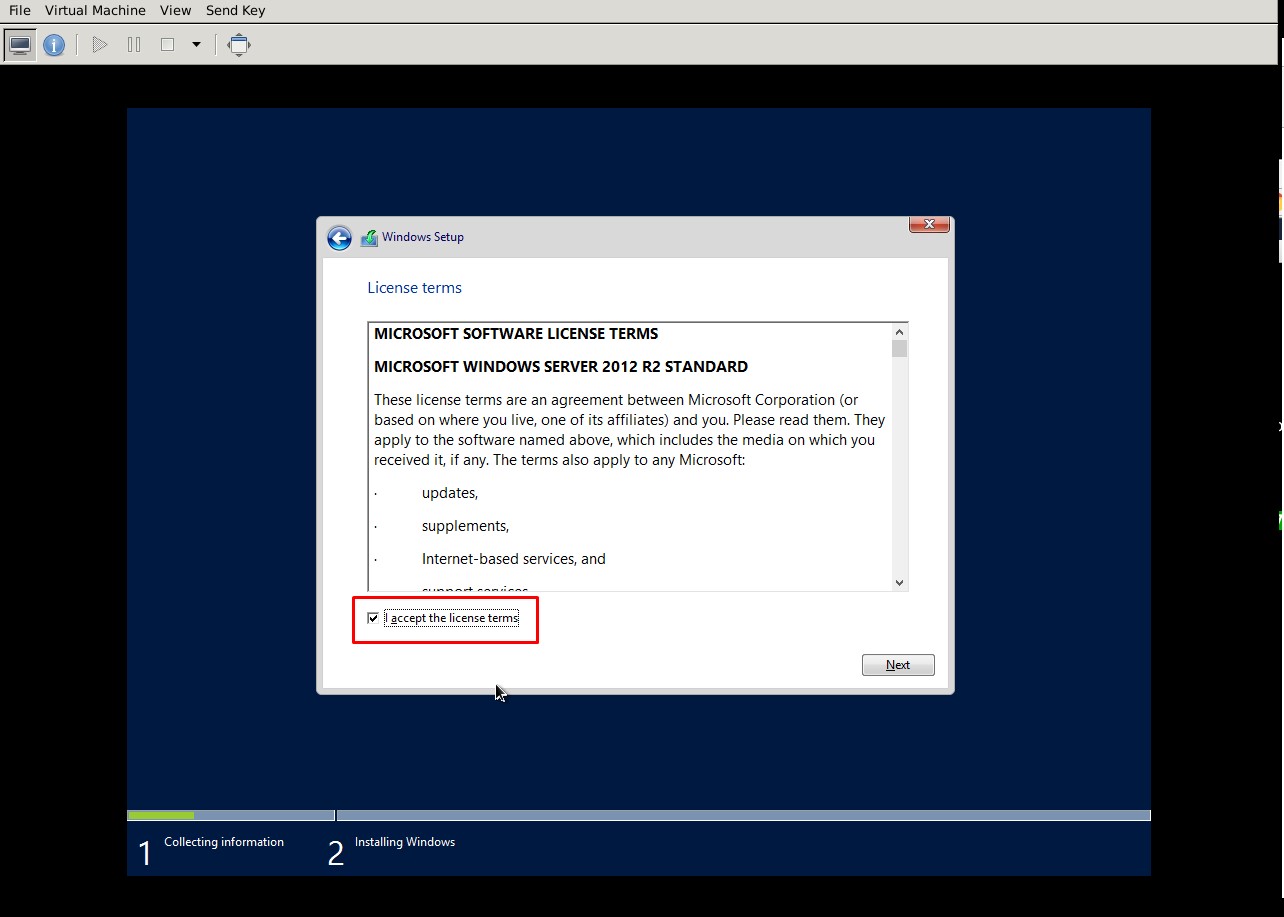 File Virtual Machine View Send Key
Windows Setup
License terms
MICROSOFT SOFTWARE LICENSE TERMS
MICROSOFT WINDOWS SERVER 2012 R2 STANDARD
These license terms are an agreement between Microsoft Corporation (or
based on where you live, one of its affiliates) and you. Please read them. They
apply to the software named above, which includes the media on which you
received it, if any. The terms also apply to any Microsoft:
· updates,
· supplements,
· Internet-based services, and
support services
I accept the license terms
Next
1 Collecting information 2 Installing Windows